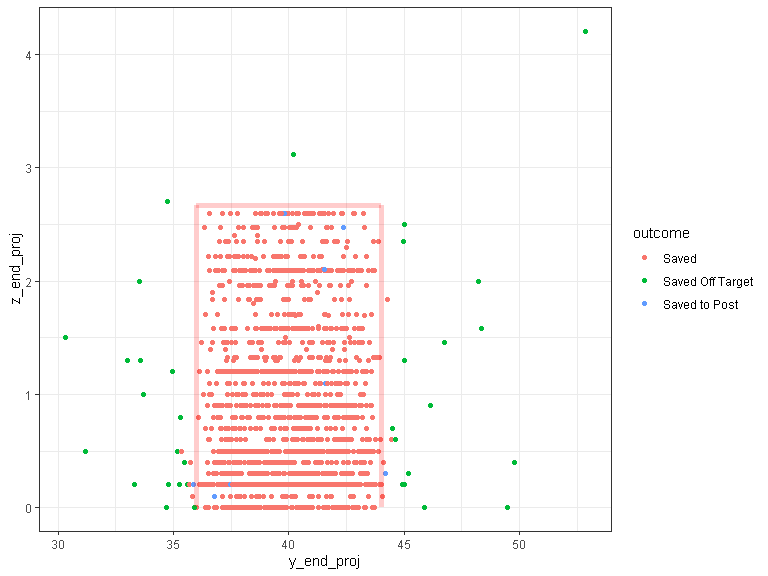 4
3
2
1
0
z_end_proj
30
35
40
45
50
y_end_proj
outcome
Saved
Saved Off Target
Saved to Post